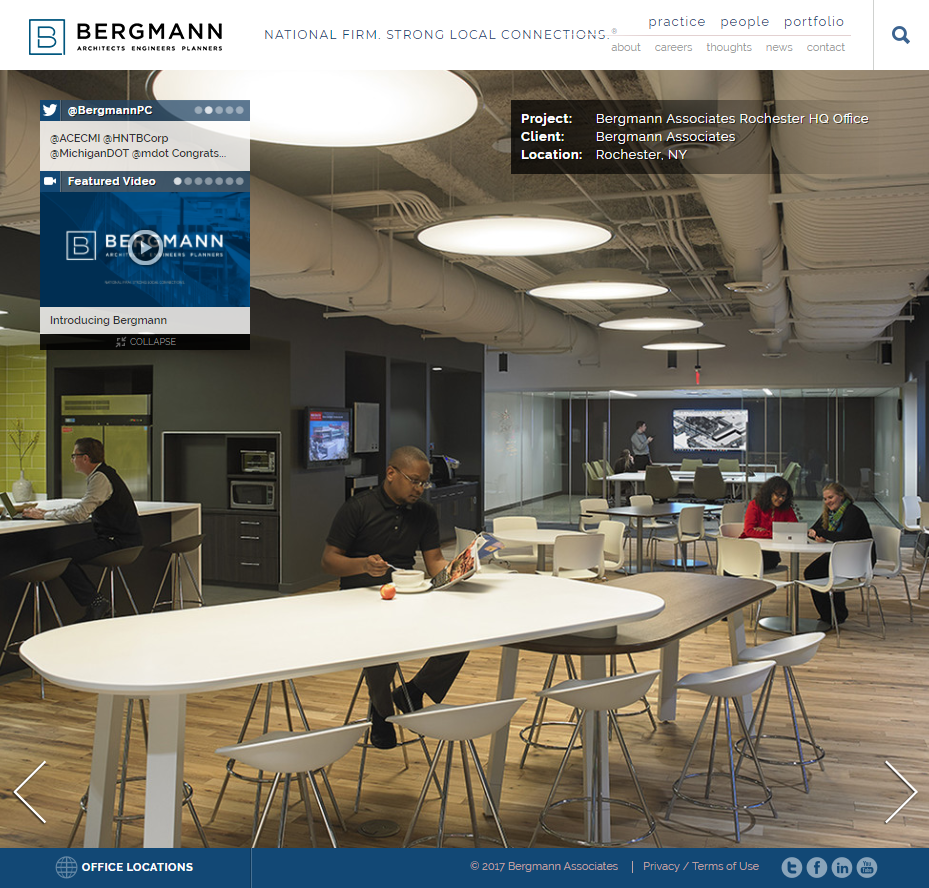 BERGMANN
ARCHITECTS ENGINEERS PLANNERS
NATIONAL FIRM. STRONG LOCAL CONNECTIONS.®
practice people portfolio
about careers thoughts news contact
@BergmannPC
@ACECMI @HNTBCorp
@MichiganDOT @mdot Congrats...
Featured Video
BERGMANN
ARCHITECTS ENGINEERS PLANNERS
Introducing Bergmann
COLLAPSE
Project: Bergmann Associates Rochester HQ Office
Client: Bergmann Associates
Location: Rochester, NY
OFFICE LOCATIONS
© 2017 Bergmann Associates | Privacy / Terms of Use
You
Tube